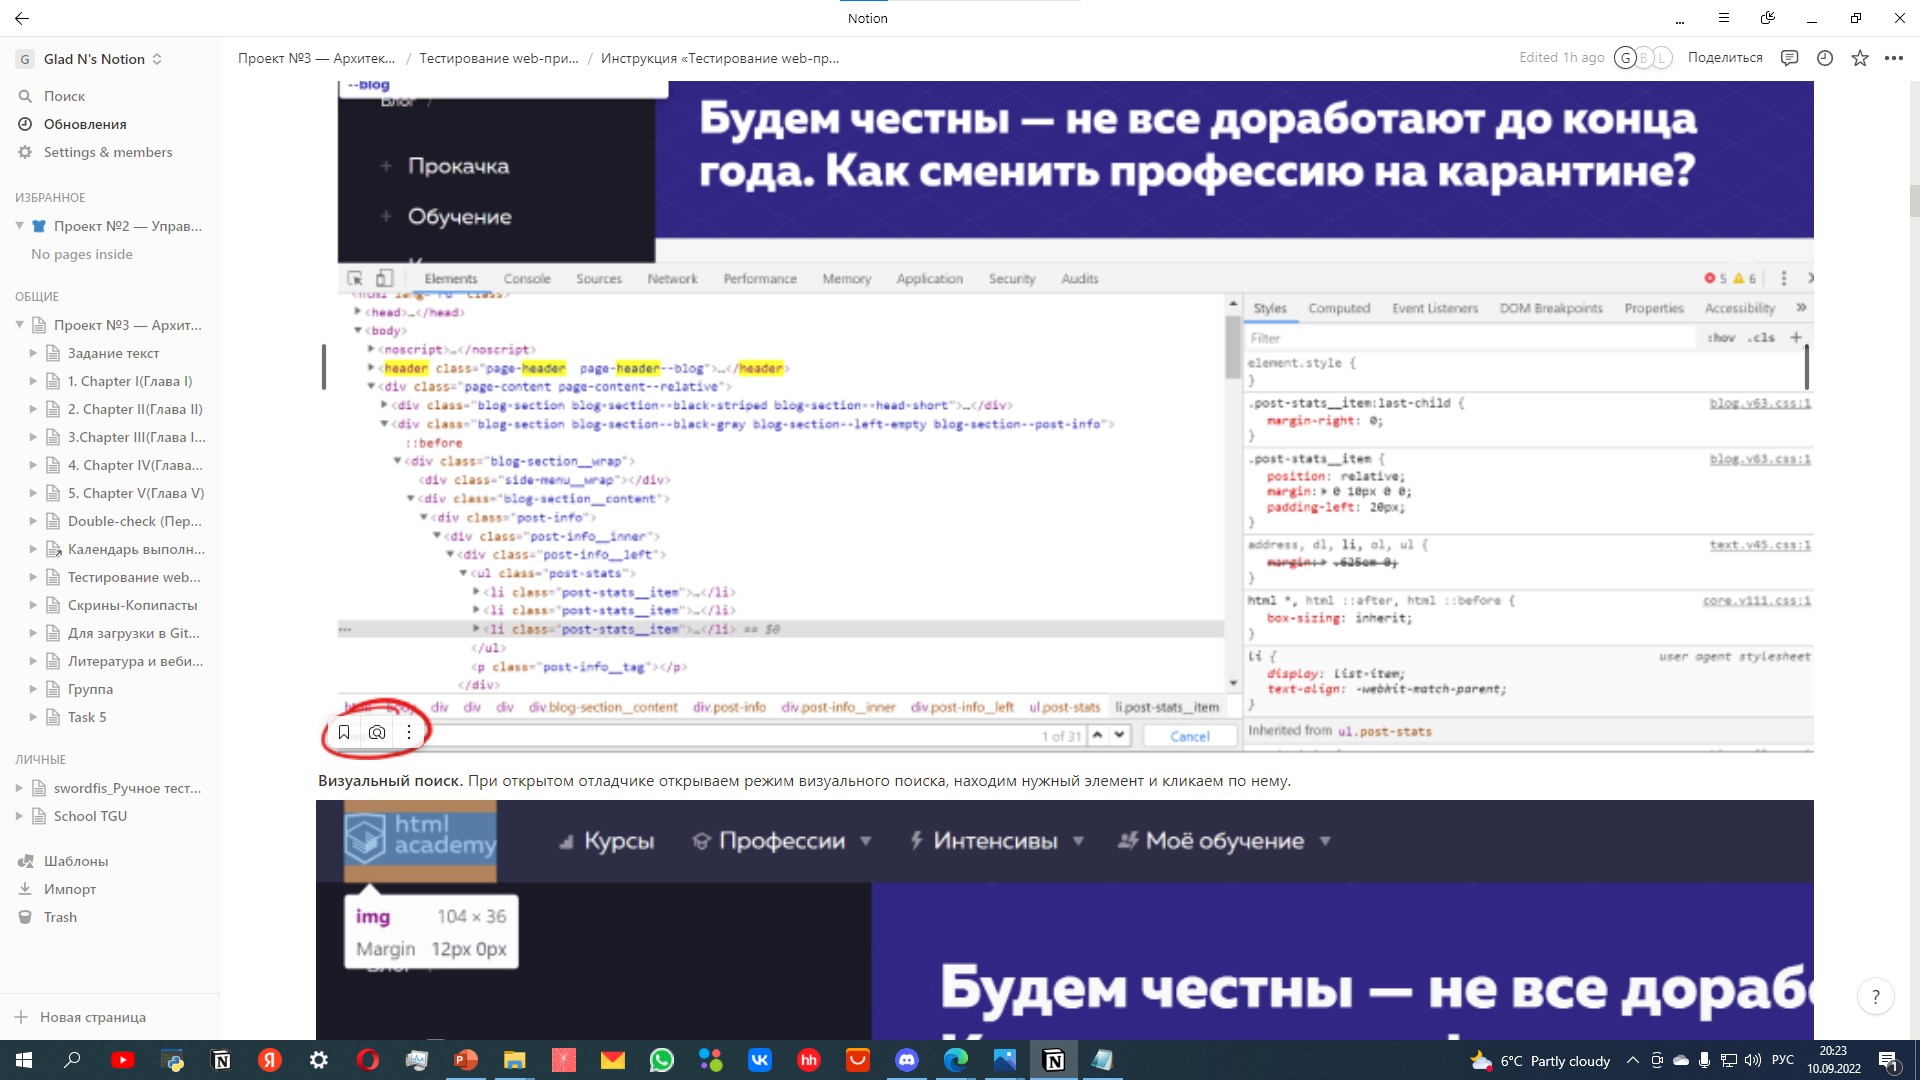 Notion
G Glad N's Notion
Проект №3 — Архитек... / Тестирование web-при... / Инструкция «Тестирование web-пр...
Edited 1h ago G B L Поделиться
Поиск
Обновления
Settings & members
ИЗБРАННОЕ
Проект №2 — Управ...
No pages inside
ОБЩИЕ
Проект №3 — Архит...
Задание текст
1. Chapter I(Глава I)
2. Chapter II(Глава II)
3.Chapter III(Глава I...
4. Chapter IV(Глава...
5. Chapter V(Глава V)
Double-check (Пер...
Календарь выполн...
Тестирование web...
Скрины-Копипасты
Для загрузки в Git...
Литература и веби...
Группа
Task 5
ЛИЧНЫЕ
swordfis_Ручное тест...
School TGU
Шаблоны
Импорт
Trash
Новая страница
--blog
Блог /
+ Прокачка
+ Обучение
Будем честны — не все доработают до конца
года. Как сменить профессию на карантине?
Elements Console Sources Network Performance Memory Application Security Audits 5 6
<head>…</head>
<body>
<noscript>…</noscript>
<header class="page-header page-header--blog">…</header>
<div class="page-content page-content--relative">
<div class="blog-section blog-section--black-striped blog-section--head-short">…</div>
<div class="blog-section blog-section--black-gray blog-section--left-empty blog-section--post-info">
::before
<div class="blog-section__wrap">
<div class="side-menu__wrap"></div>
<div class="blog-section__content">
<div class="post-info">
<div class="post-info__inner">
<div class="post-info__left">
<ul class="post-stats">
<li class="post-stats__item">…</li>
<li class="post-stats__item">…</li>
<li class="post-stats__item">…</li> == $0
</ul>
<p class="post-info__tag"></p>
</div>
html body div div div div.blog-section__content div.post-info div.post-info__inner div.post-info__left ul.post-stats li.post-stats__item
1 of 31 Cancel
Styles Computed Event Listeners DOM Breakpoints Properties Accessibility »
Filter :hov .cls +
element.style {
}
.post-stats__item:last-child { blog.v63.css:1
margin-right: 0;
}
.post-stats__item { blog.v63.css:1
position: relative;
margin: 0 10px 0 0;
padding-left: 20px;
}
address, dl, li, ol, ul { text.v45.css:1
margin: .625em 0;
}
html *, html ::after, html ::before { core.v111.css:1
box-sizing: inherit;
}
li { user agent stylesheet
display: list-item;
text-align: -webkit-match-parent;
}
Inherited from ul.post-stats
Визуальный поиск. При открытом отладчике открываем режим визуального поиска, находим нужный элемент и кликаем по нему.
html
academy
Курсы Профессии Интенсивы Моё обучение
img 104 × 36
Margin 12px 0px
Будем честны — не все дораб
?
6°C Partly cloudy РУС 20:23
10.09.2022
1